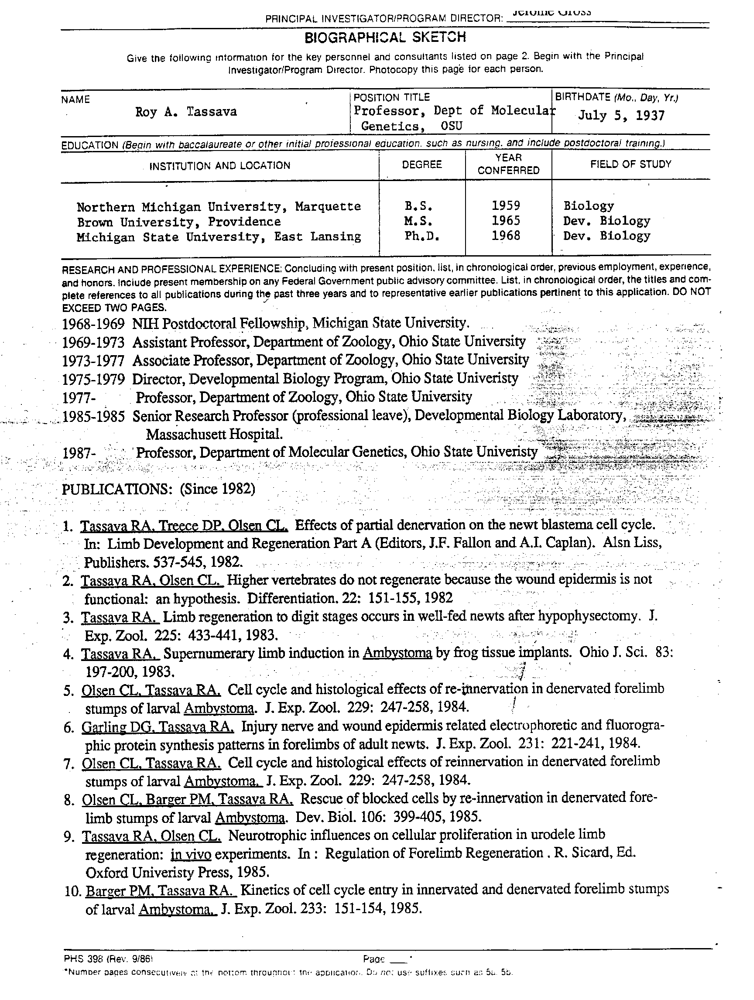 PRINCIPAL INVESTIGATOR/PROGRAM DIRECTOR: Jerome Gross
BIOGRAPHICAL SKETCH
Give the following information for the key personnel and consultants listed on page 2. Begin with the Principal
Investigator/Program Director. Photocopy this page for each person.
NAME
Roy A. Tassava
POSITION TITLE
Professor, Dept of Molecular
Genetics, OSU
BIRTHDATE (Mo., Day, Yr.)
July 5, 1937
EDUCATION (Begin with baccalaureate or other initial professional education, such as nursing, and include postdoctoral training.)
INSTITUTION AND LOCATION DEGREE YEAR CONFERRED FIELD OF STUDY
Northern Michigan University, Marquette B.S. 1959 Biology
Brown University, Providence M.S. 1965 Dev. Biology
Michigan State University, East Lansing Ph.D. 1968 Dev. Biology
RESEARCH AND PROFESSIONAL EXPERIENCE: Concluding with present position, list, in chronological order, previous employment, experience,
and honors. Include present membership on any Federal Government public advisory committee. List, in chronological order, the titles and com-
plete references to all publications during the past three years and to representative earlier publications pertinent to this application. DO NOT
EXCEED TWO PAGES.
1968-1969 NIH Postdoctoral Fellowship, Michigan State University.
1969-1973 Assistant Professor, Department of Zoology, Ohio State University
1973-1977 Associate Professor, Department of Zoology, Ohio State University
1975-1979 Director, Developmental Biology Program, Ohio State Univeristy
1977- Professor, Department of Zoology, Ohio State University
1985-1985 Senior Research Professor (professional leave), Developmental Biology Laboratory,
Massachusett Hospital.
1987- Professor, Department of Molecular Genetics, Ohio State Univeristy
PUBLICATIONS: (Since 1982)
1. Tassava RA, Treece DP, Olsen CL. Effects of partial denervation on the newt blastema cell cycle.
In: Limb Development and Regeneration Part A (Editors, J.F. Fallon and A.I. Caplan). Alsn Liss,
Publishers. 537-545, 1982.
2. Tassava RA, Olsen CL. Higher vertebrates do not regenerate because the wound epidermis is not
functional: an hypothesis. Differentiation. 22: 151-155, 1982
3. Tassava RA. Limb regeneration to digit stages occurs in well-fed newts after hypophysectomy. J.
Exp. Zool. 225: 433-441, 1983.
4. Tassava RA. Supernumerary limb induction in Ambystoma by frog tissue implants. Ohio J. Sci. 83:
197-200, 1983.
5. Olsen CL, Tassava RA. Cell cycle and histological effects of re-innervation in denervated forelimb
stumps of larval Ambystoma. J. Exp. Zool. 229: 247-258, 1984.
6. Garling DG, Tassava RA. Injury nerve and wound epidermis related electrophoretic and fluorogra-
phic protein synthesis patterns in forelimbs of adult newts. J. Exp. Zool. 231: 221-241, 1984.
7. Olsen CL, Tassava RA. Cell cycle and histological effects of reinnervation in denervated forelimb
stumps of larval Ambystoma. J. Exp. Zool. 229: 247-258, 1984.
8. Olsen CL, Barger PM, Tassava RA. Rescue of blocked cells by re-innervation in denervated fore-
limb stumps of larval Ambystoma. Dev. Biol. 106: 399-405, 1985.
9. Tassava RA, Olsen CL. Neurotrophic influences on cellular proliferation in urodele limb
regeneration: in vivo experiments. In : Regulation of Forelimb Regeneration . R. Sicard, Ed.
Oxford Univeristy Press, 1985.
10. Barger PM, Tassava RA. Kinetics of cell cycle entry in innervated and denervated forelimb stumps
of larval Ambystoma. J. Exp. Zool. 233: 151-154, 1985.
PHS 398 (Rev. 9/86) Page ___*
*Number pages consecutively at the bottom throughout the application. Do not use suffixes such as 5a, 5b.